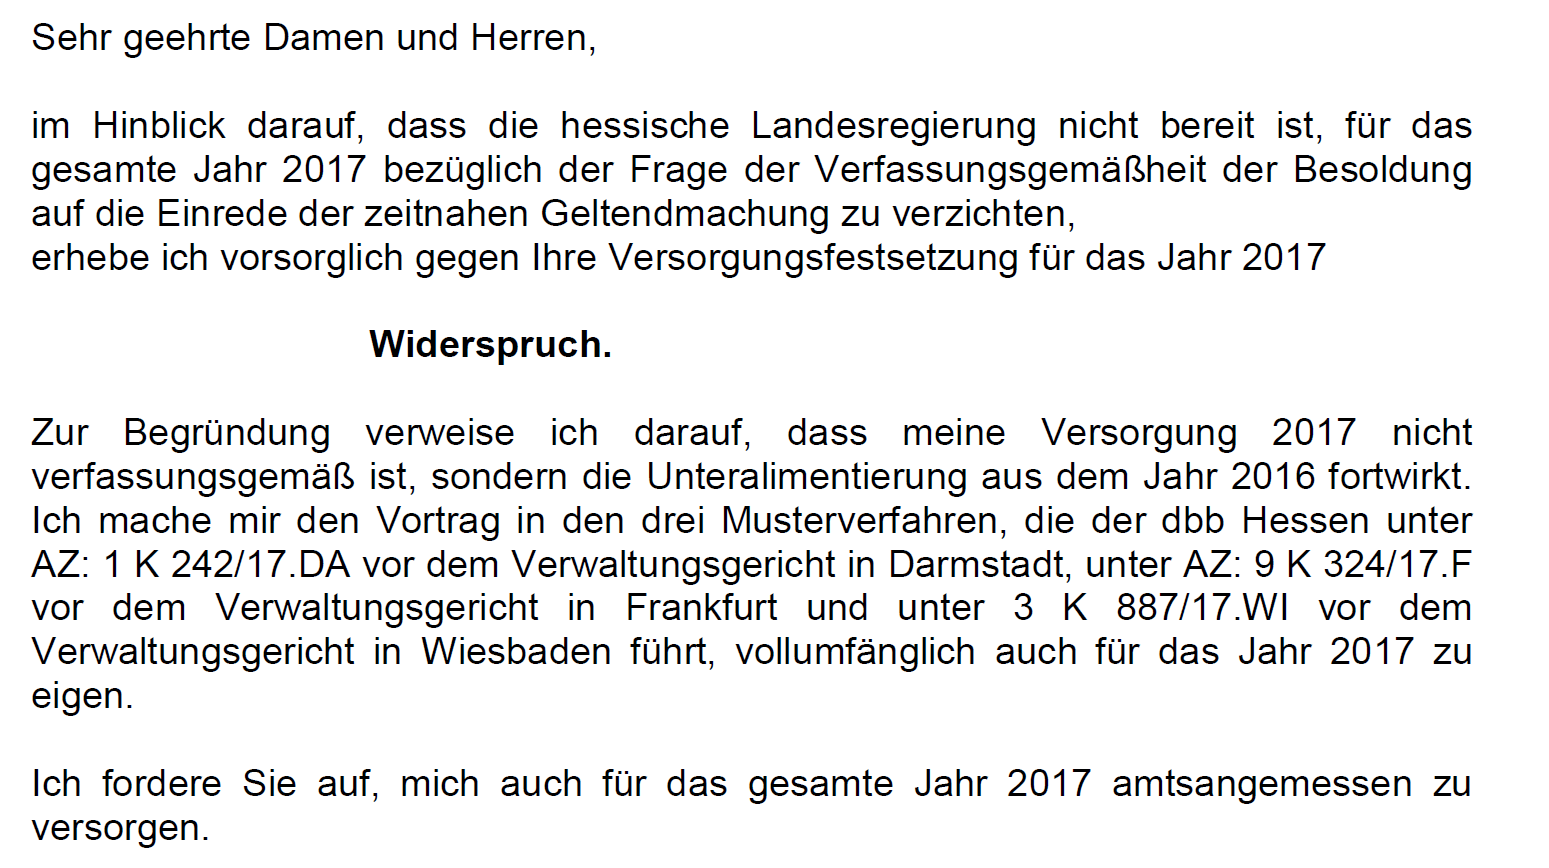 Sehr geehrte Damen und Herren,
im Hinblick darauf, dass die hessische Landesregierung nicht bereit ist, für das
gesamte Jahr 2017 bezüglich der Frage der Verfassungsgemäßheit der Besoldung
auf die Einrede der zeitnahen Geltendmachung zu verzichten,
erhebe ich vorsorglich gegen Ihre Versorgungsfestsetzung für das Jahr 2017
Widerspruch.
Zur Begründung verweise ich darauf, dass meine Versorgung 2017 nicht
verfassungsgemäß ist, sondern die Unteralimentierung aus dem Jahr 2016 fortwirkt.
Ich mache mir den Vortrag in den drei Musterverfahren, die der dbb Hessen unter
AZ: 1 K 242/17.DA vor dem Verwaltungsgericht in Darmstadt, unter AZ: 9 K 324/17.F
vor dem Verwaltungsgericht in Frankfurt und unter 3 K 887/17.WI vor dem
Verwaltungsgericht in Wiesbaden führt, vollumfänglich auch für das Jahr 2017 zu
eigen.
Ich fordere Sie auf, mich auch für das gesamte Jahr 2017 amtsangemessen zu
versorgen.